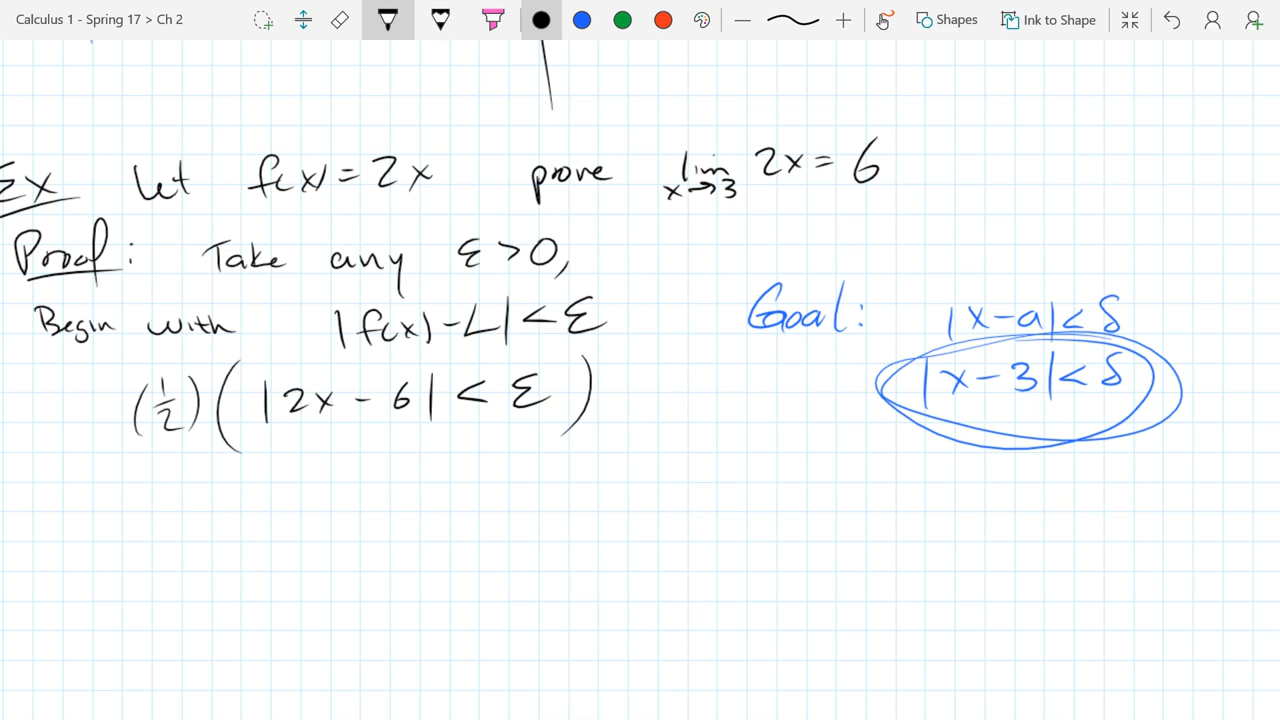 Calculus 1 - Spring 17 > Ch 2
Shapes
Ink to Shape
Ex Let f(x) = 2x prove lim x→3 2x = 6
Proof: Take any ε > 0,
Begin with |f(x) - L| < ε
(1/2) ( |2x - 6| < ε )
Goal: |x - a| < δ
|x - 3| < δ